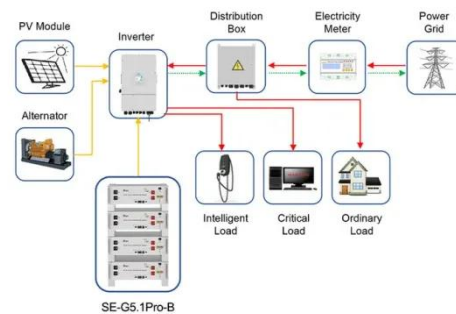 PV Module
Inverter
Distribution
Box
Electricity
Meter
Power
Grid
Alternator
Intelligent
Load
Critical
Load
Ordinary
Load
SE-G5.1Pro-B